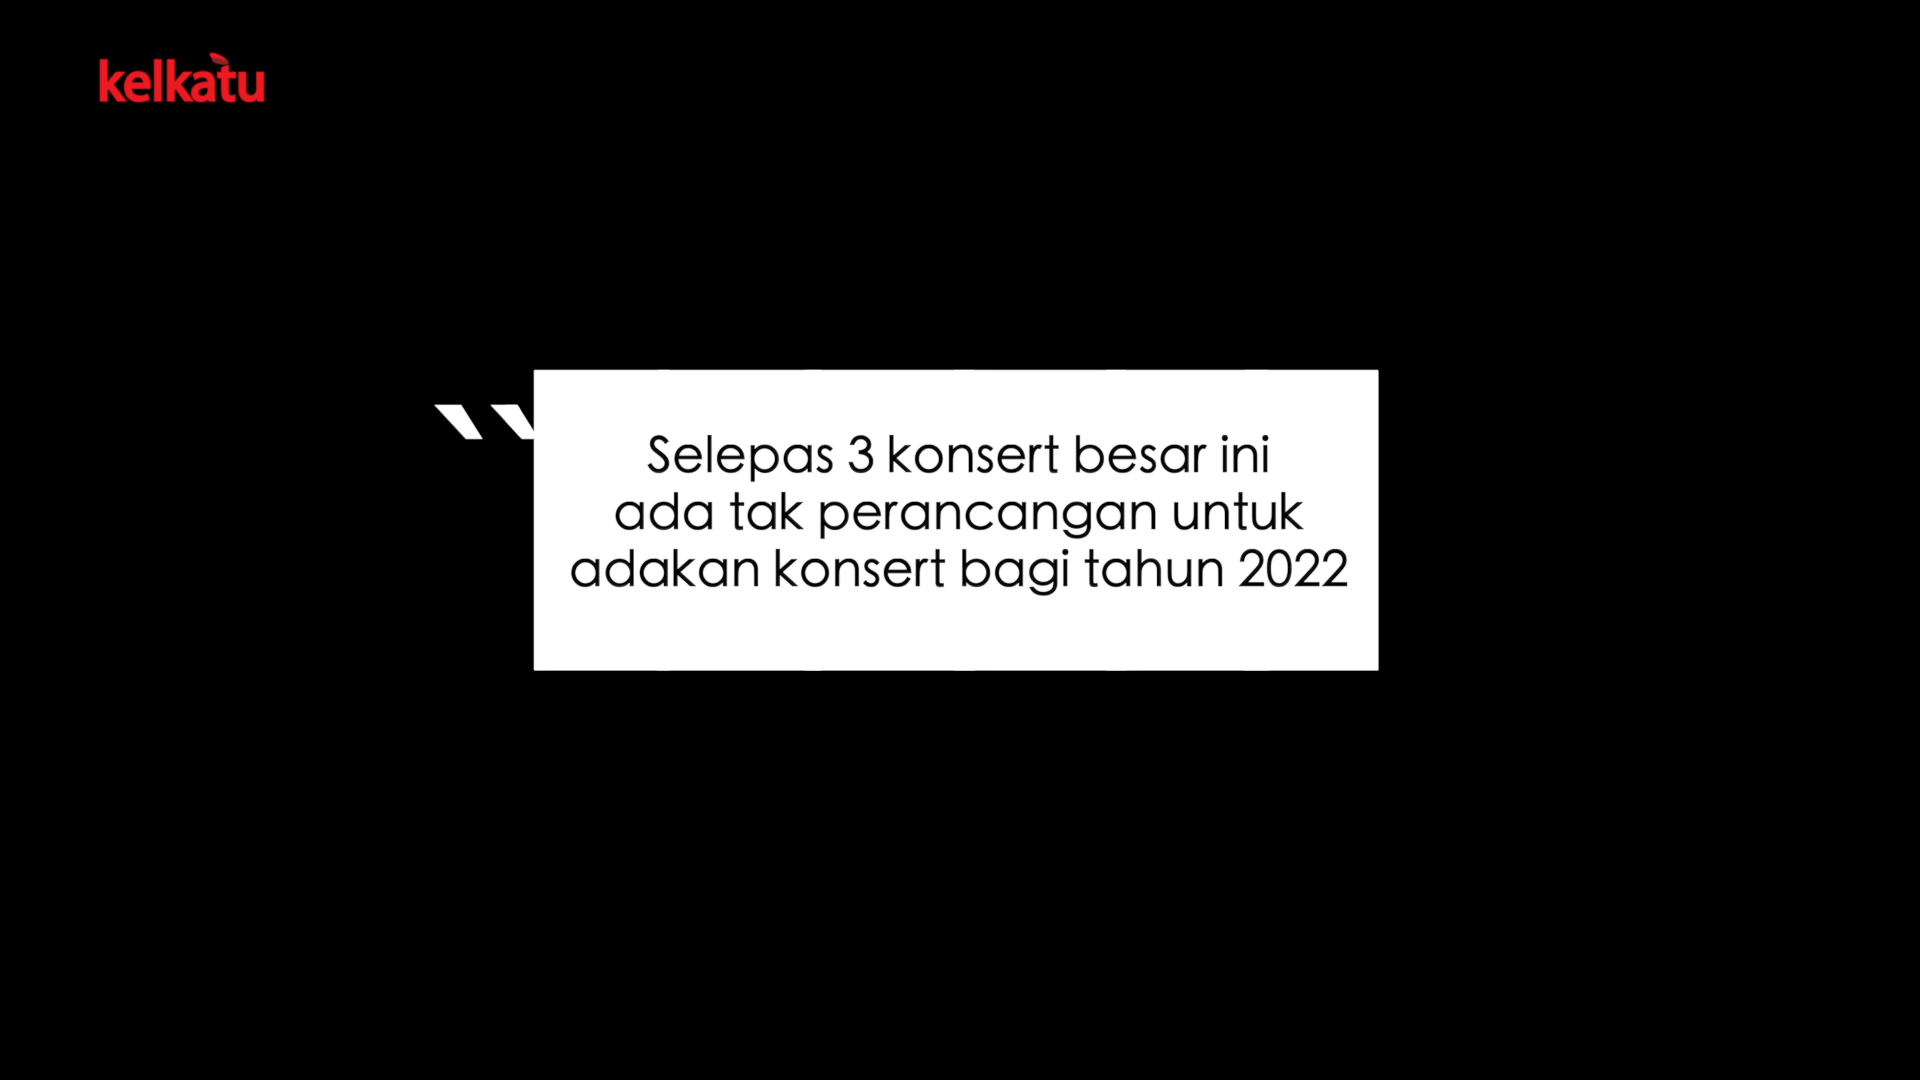 kelkatu
Selepas 3 konsert besar ini
ada tak perancangan untuk
adakan konsert bagi tahun 2022